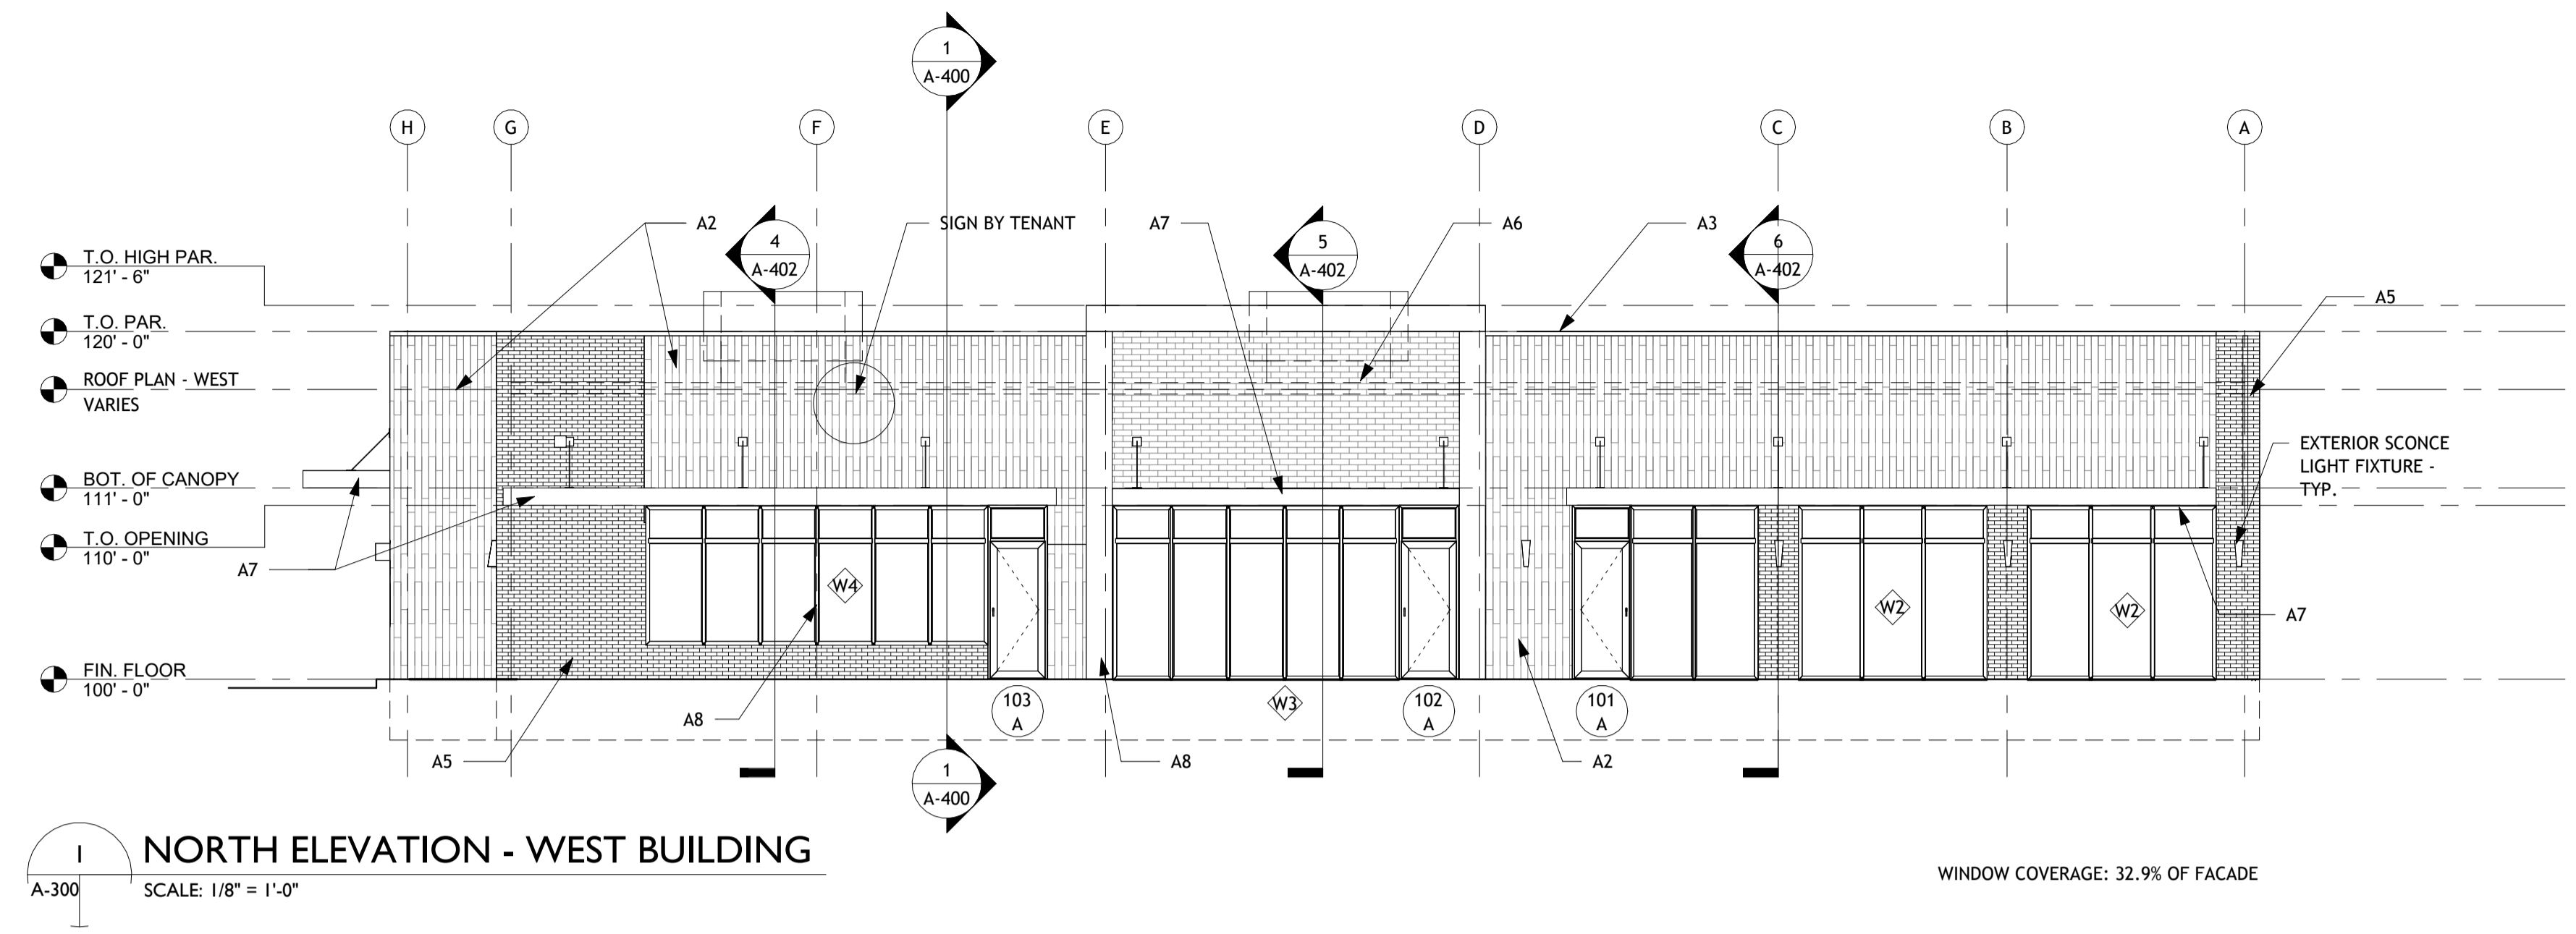 1
A-400
H
G
F
E
D
C
B
A
A2
SIGN BY TENANT
A7
A6
A3
4
A-402
5
A-402
6
A-402
T.O. HIGH PAR.
121' - 6"
A5
T.O. PAR.
120' - 0"
ROOF PLAN - WEST
VARIES
EXTERIOR SCONCE
LIGHT FIXTURE -
TYP.
BOT. OF CANOPY
111' - 0"
T.O. OPENING
110' - 0"
A7
W4
W2
W2
A7
FIN. FLOOR
100' - 0"
A8
103
A
W3
102
A
101
A
A5
1
A-400
A8
A2
1
A-300
NORTH ELEVATION - WEST BUILDING
SCALE: 1/8" = 1'-0"
WINDOW COVERAGE: 32.9% OF FACADE